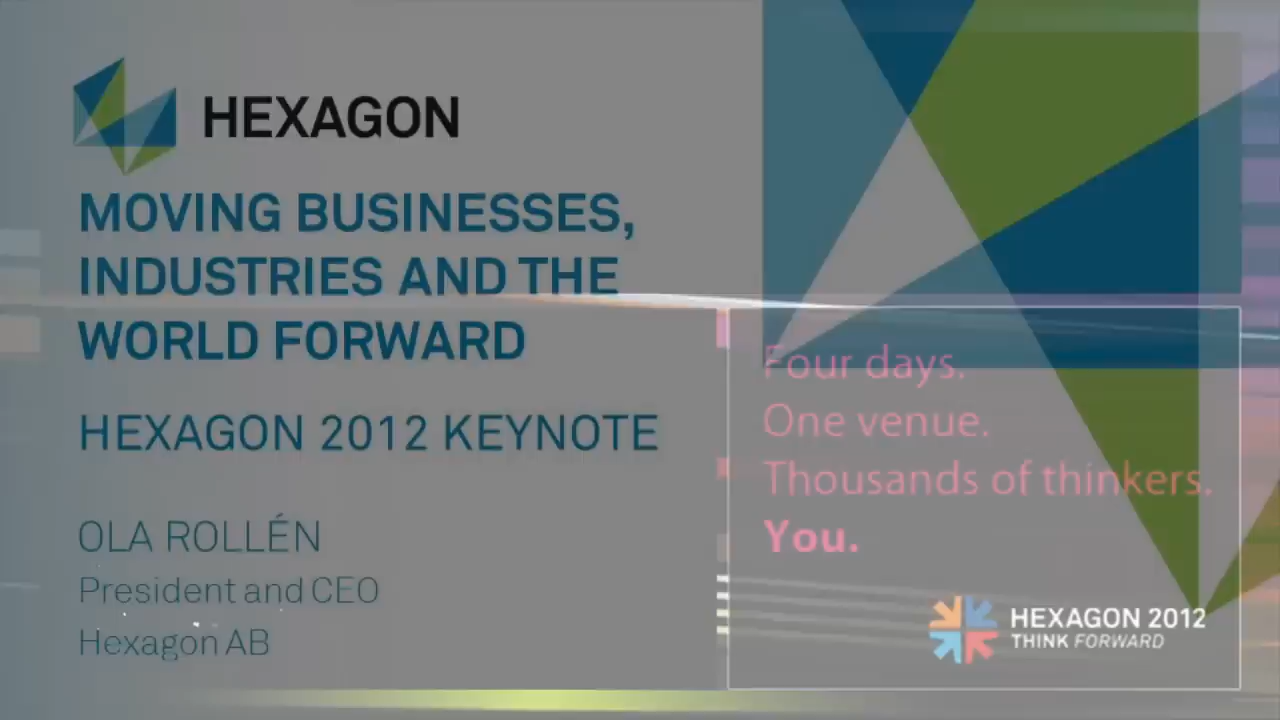 HEXAGON
MOVING BUSINESSES,
INDUSTRIES AND THE
WORLD FORWARD
HEXAGON 2012 KEYNOTE
OLA ROLLÉN
President and CEO
Hexagon AB
Four days.
One venue.
Thousands of thinkers.
You.
HEXAGON 2012
THINK FORWARD